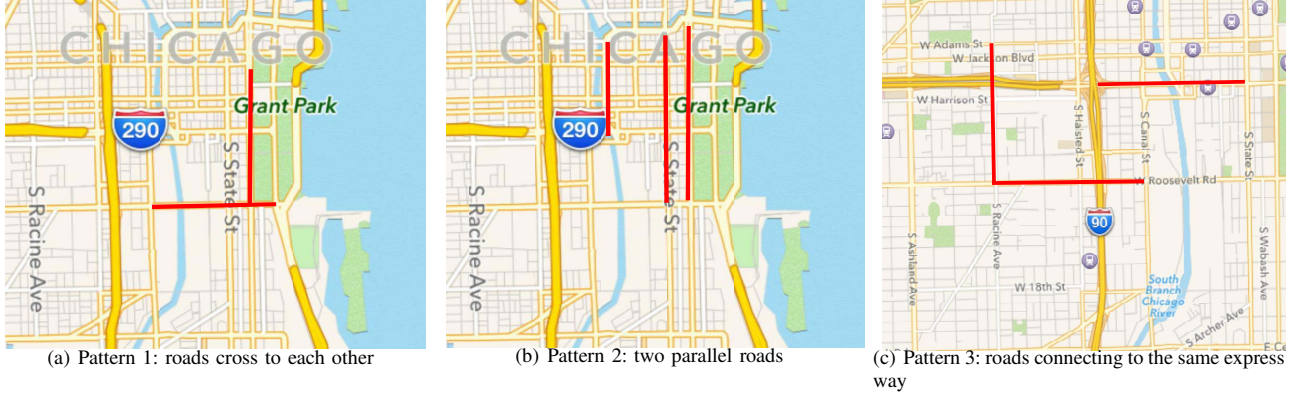 CHICAGO
Grant Park
290
S State St
S Racine Ave
(a) Pattern 1: roads cross to each other
CHICAGO
Grant Park
290
S State St
S Racine Ave
(b) Pattern 2: two parallel roads
W Adams St
W Jackson Blvd
W Harrison St
S Halsted St
S Canal St
S State St
W Roosevelt Rd
S Racine Ave
90
S Ashland Ave
S Wabash Ave
W 18th St
South
Branch
Chicago
River
S Archer Ave
E Ce
(c) Pattern 3: roads connecting to the same express
way